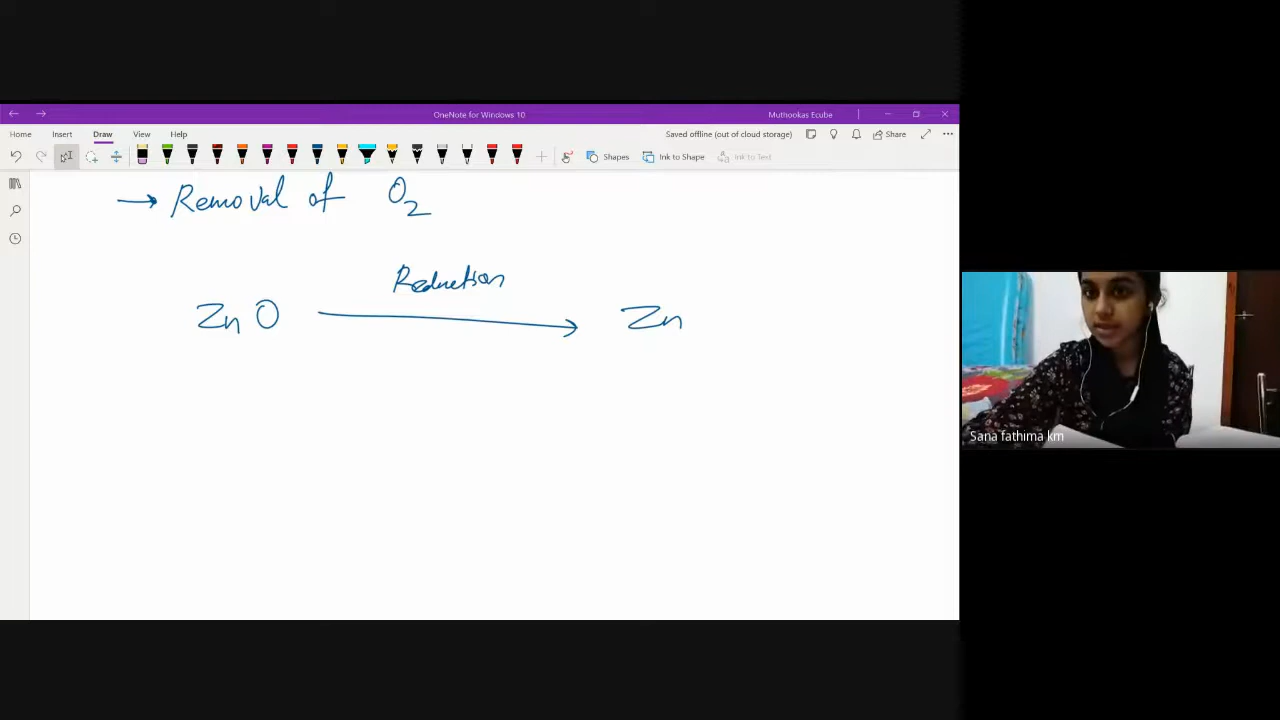 OneNote for Windows 10
Muthookas Ecube
Home Insert Draw View Help
Saved offline (out of cloud storage)
Share
Shapes
Ink to Shape
Ink to Text
→ Removal of O2
Reduction
ZnO → Zn
Sana fathima km